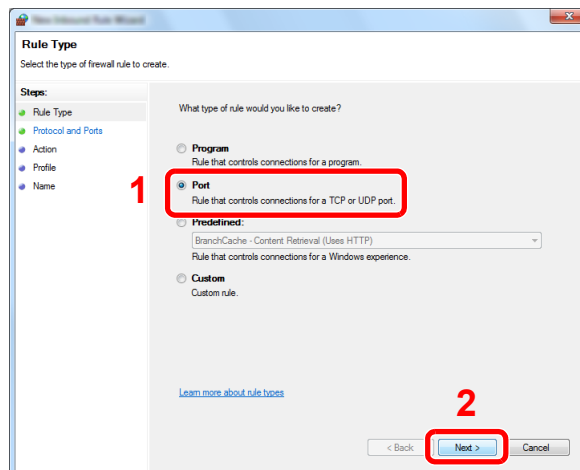 Rule Type
Select the type of firewall rule to create.
Steps:
Rule Type
Protocol and Ports
Action
Profile
Name
What type of rule would you like to create?
Program
Rule that controls connections for a program.
1
Port
Rule that controls connections for a TCP or UDP port.
Predefined:
BranchCache - Content Retrieval (Uses HTTP)
Rule that controls connections for a Windows experience.
Custom
Custom rule.
Learn more about rule types
2
< Back
Next >
Cancel